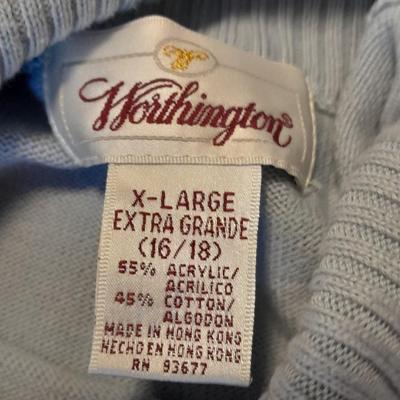 Worthington®
X-LARGE
EXTRA GRANDE
(16/18)
55% ACRYLIC/
ACRILICO
45% COTTON/
ALGODON
MADE IN HONG KONG
HECHO EN HONG KONG
RN 93677